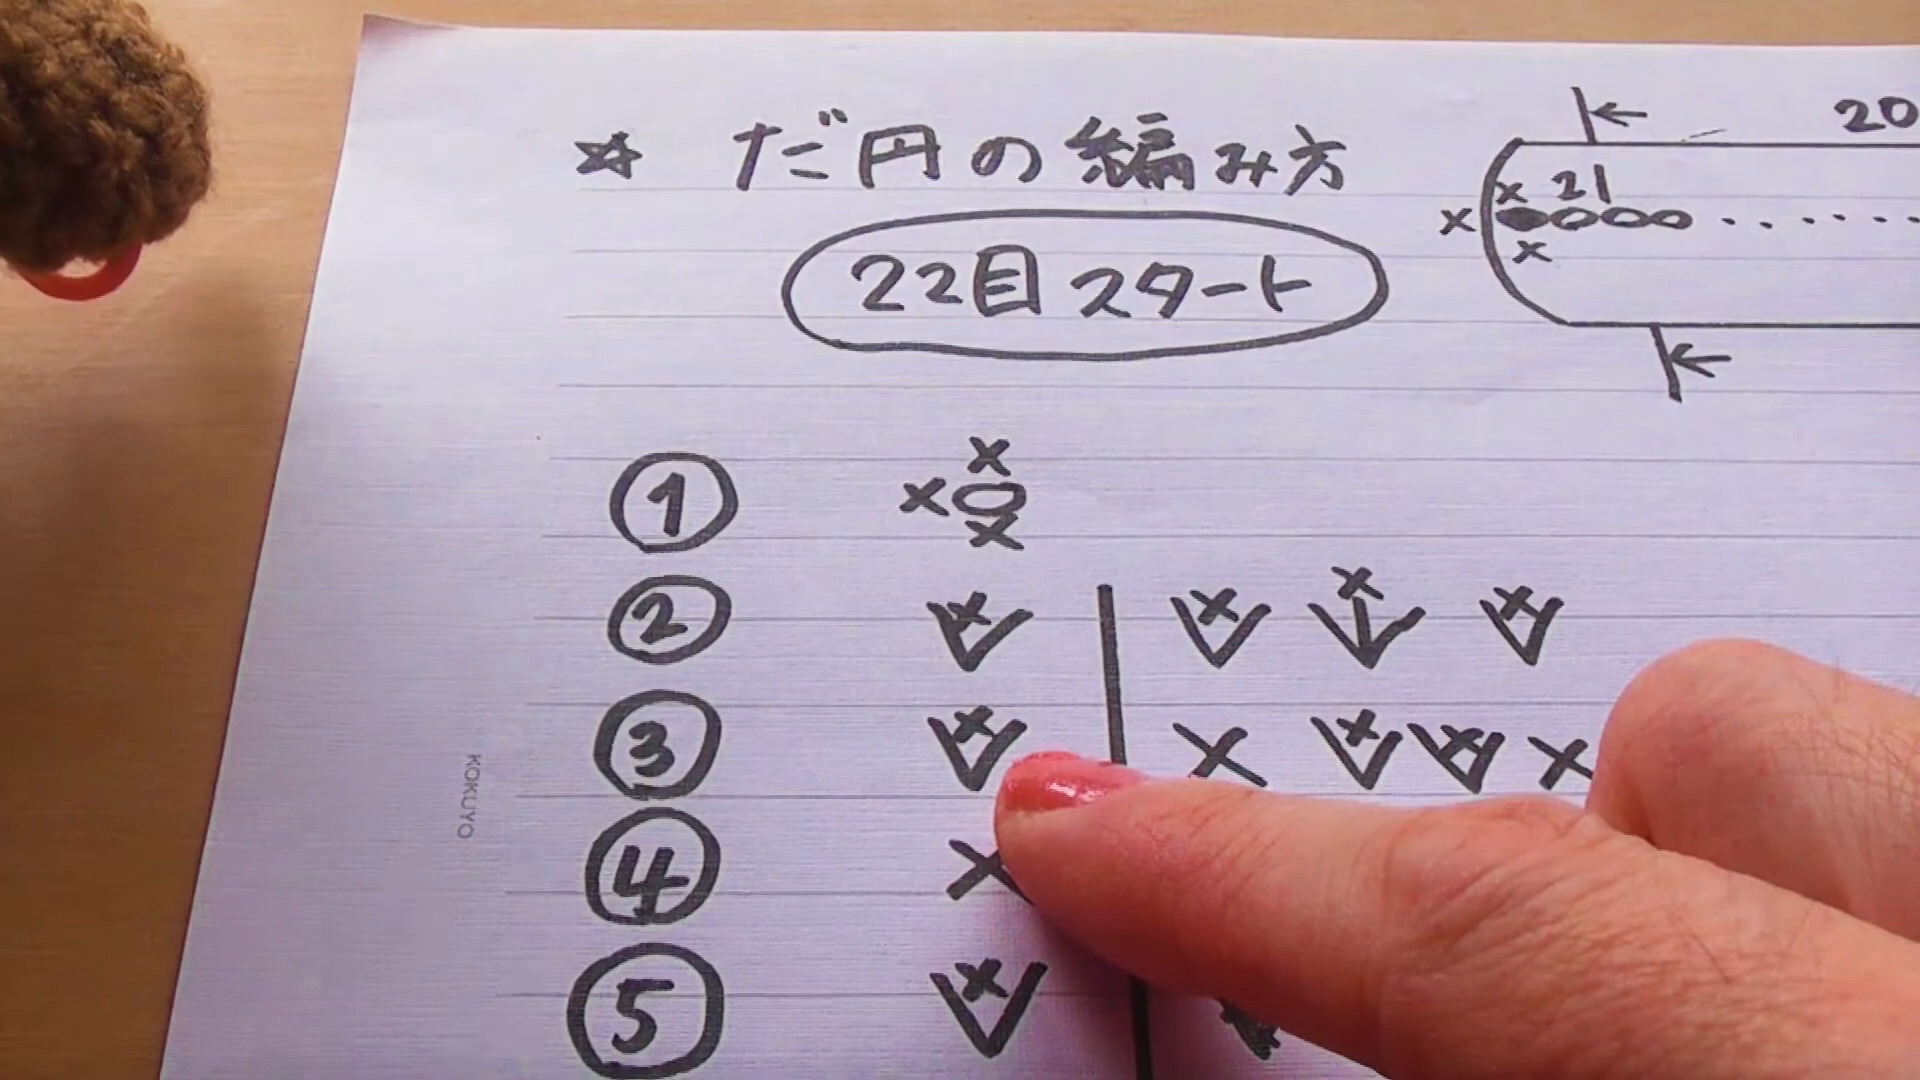 ☆ だ円の編み方
22目スタート
20
x 21
x
x
① x x x
②
③ x x
④ x
⑤
KOKUYO